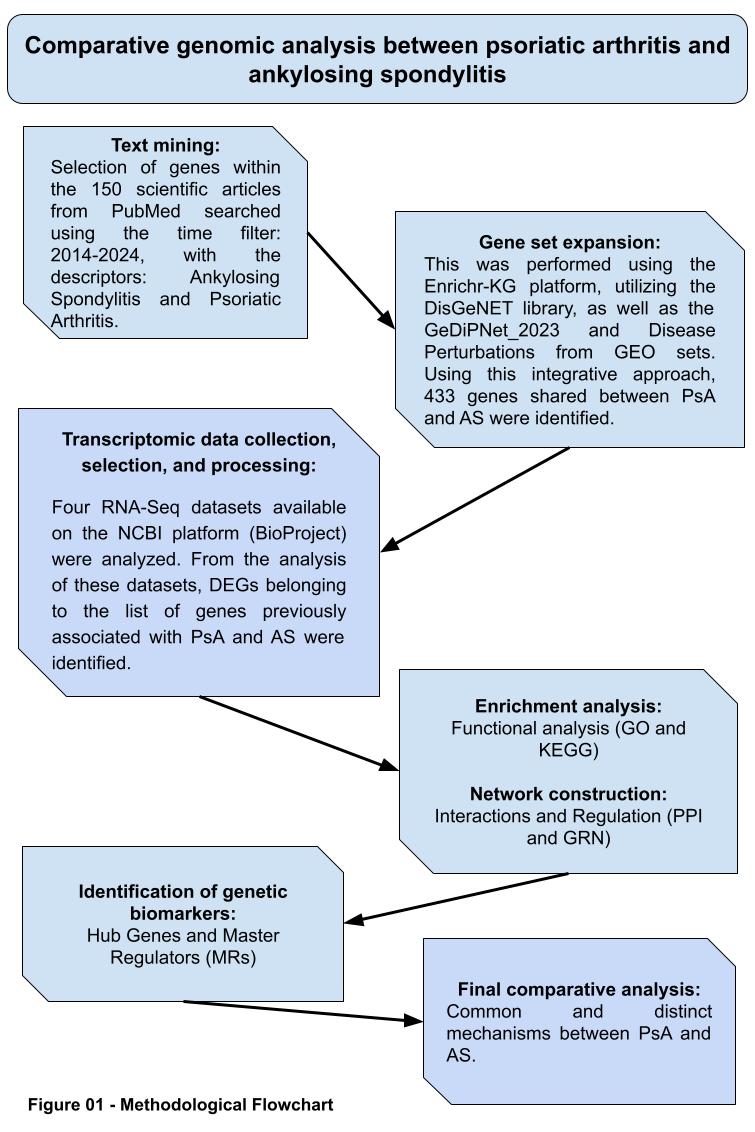 Comparative genomic analysis between psoriatic arthritis and
ankylosing spondylitis
Text mining:
Selection of genes within
the 150 scientific articles
from PubMed searched
using the time filter:
2014-2024, with the
descriptors: Ankylosing
Spondylitis and Psoriatic
Arthritis.
Gene set expansion:
This was performed using the
Enrichr-KG platform, utilizing the
DisGeNET library, as well as the
GeDiPNet_2023 and Disease
Perturbations from GEO sets.
Using this integrative approach,
433 genes shared between PsA
and AS were identified.
Transcriptomic data collection,
selection, and processing:
Four RNA-Seq datasets available
on the NCBI platform (BioProject)
were analyzed. From the analysis
of these datasets, DEGs belonging
to the list of genes previously
associated with PsA and AS were
identified.
Enrichment analysis:
Functional analysis (GO and
KEGG)
Network construction:
Interactions and Regulation (PPI
and GRN)
Identification of genetic
biomarkers:
Hub Genes and Master
Regulators (MRs)
Final comparative analysis:
Common and distinct
mechanisms between PsA and
AS.
Figure 01 - Methodological Flowchart